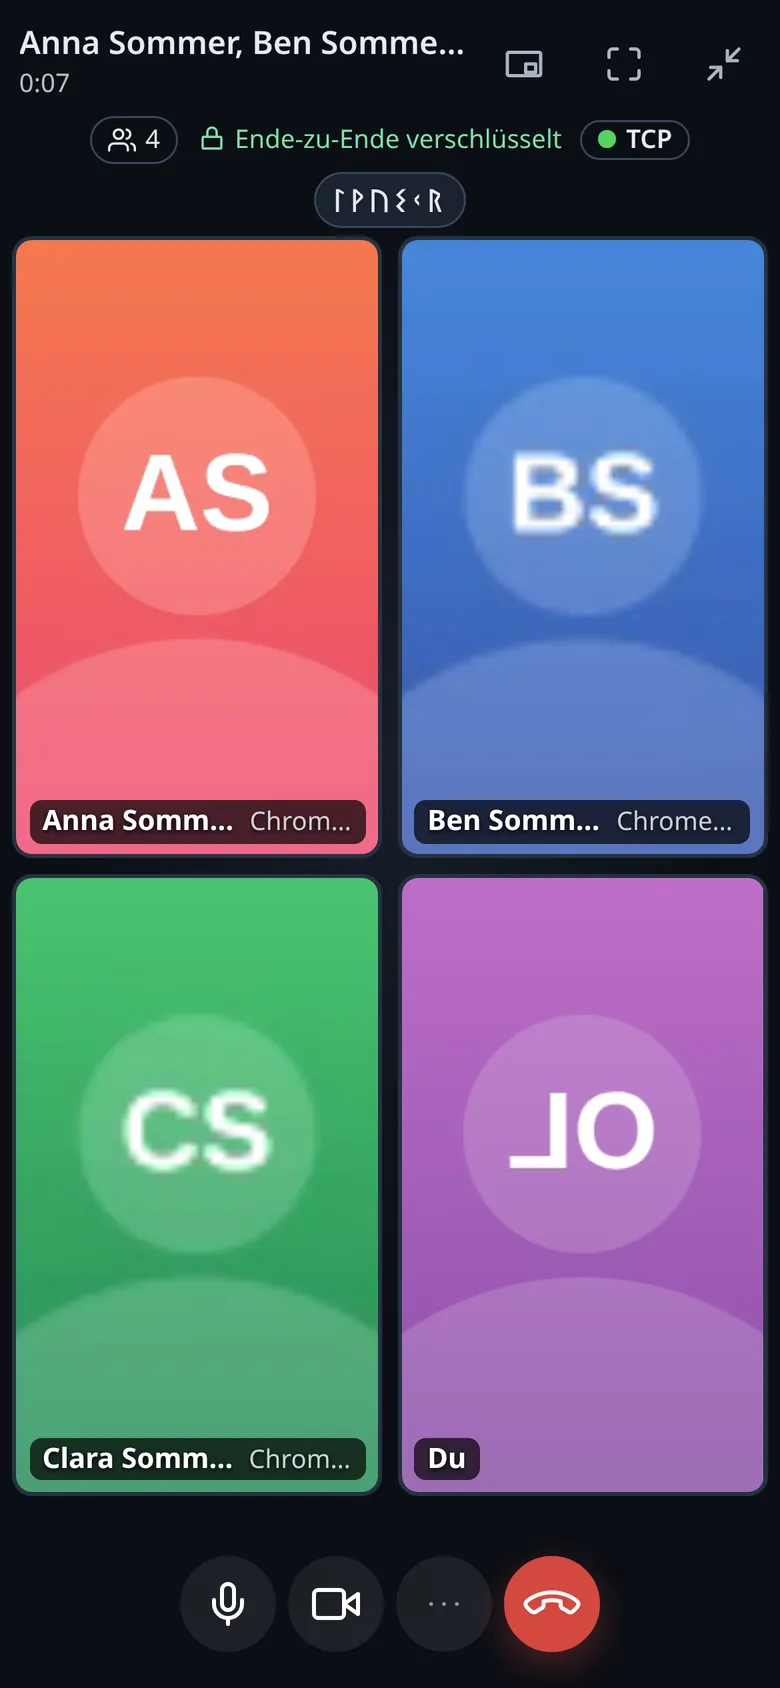 Anna Sommer, Ben Somme...
0:07
4 Ende-zu-Ende verschlüsselt TCP
ᛚᚹᚢᛊᚲᚱ
AS
BS
Anna Somm... Chrom...
Ben Somm... Chrome...
CS
LO
Clara Somm... Chrom...
Du